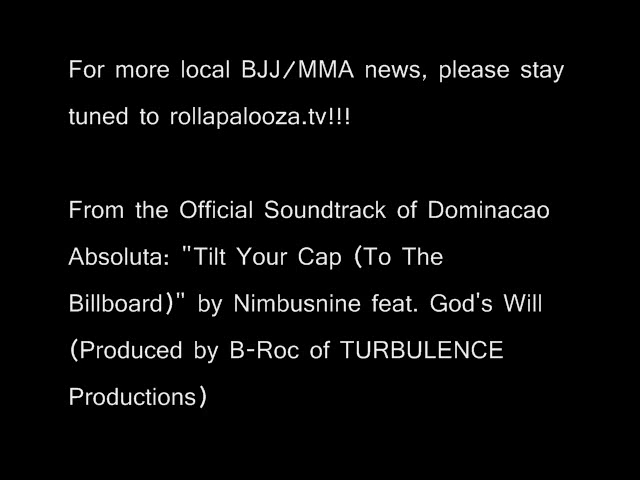 For more local BJJ/MMA news, please stay
tuned to rollapalooza.tv!!!
From the Official Soundtrack of Dominacao
Absoluta: "Tilt Your Cap (To The
Billboard)" by Nimbusnine feat. God's Will
(Produced by B-Roc of TURBULENCE
Productions)